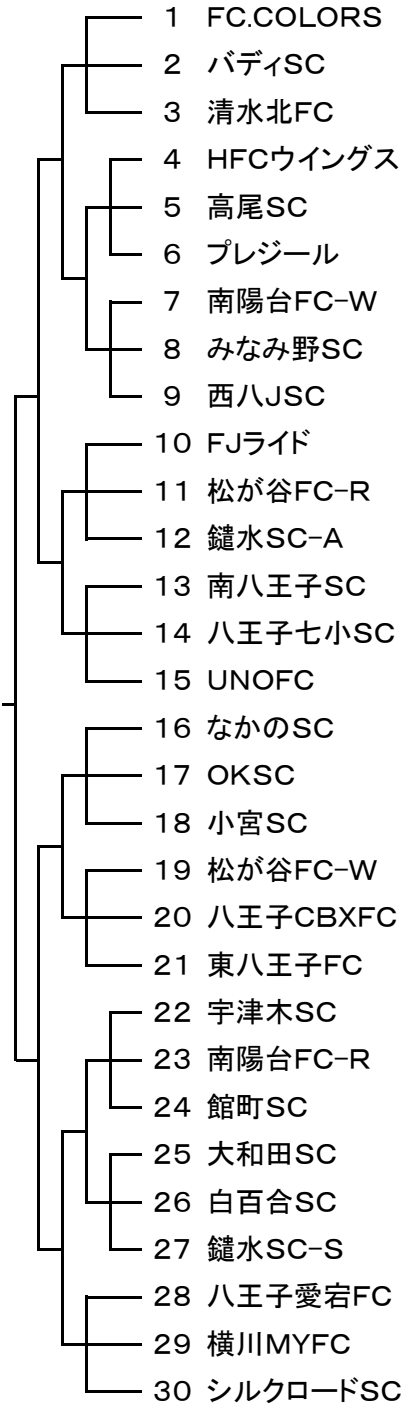 1 FC.COLORS
2 バディSC
3 清水北FC
4 HFCウイングス
5 高尾SC
6 プレジール
7 南陽台FC-W
8 みなみ野SC
9 西八JSC
10 FJライド
11 松が谷FC-R
12 鑓水SC-A
13 南八王子SC
14 八王子七小SC
15 UNOFC
16 なかのSC
17 OKSC
18 小宮SC
19 松が谷FC-W
20 八王子CBXFC
21 東八王子FC
22 宇津木SC
23 南陽台FC-R
24 館町SC
25 大和田SC
26 白百合SC
27 鑓水SC-S
28 八王子愛宕FC
29 横川MYFC
30 シルクロードSC